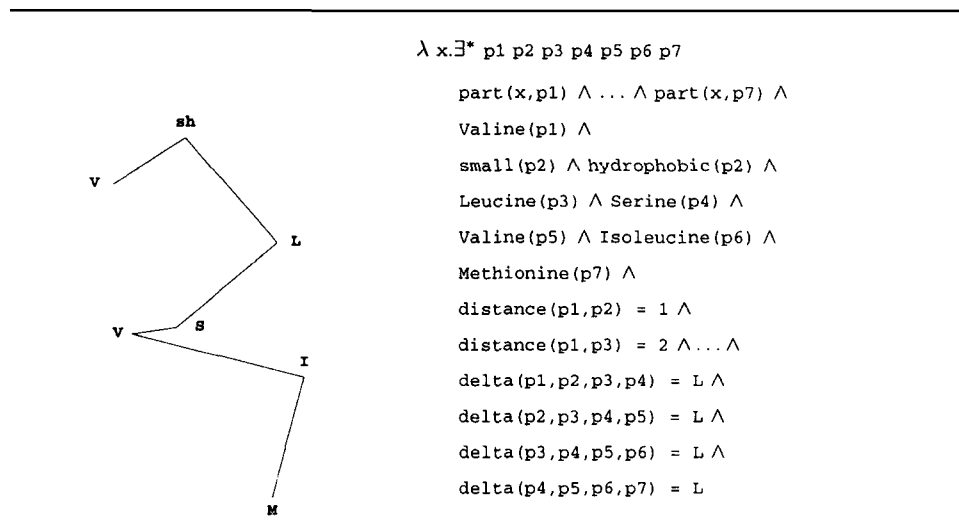 λ x.∃* p1 p2 p3 p4 p5 p6 p7
part(x,p1) ∧ ... ∧ part(x,p7) ∧
Valine(p1) ∧
small(p2) ∧ hydrophobic(p2) ∧
Leucine(p3) ∧ Serine(p4) ∧
Valine(p5) ∧ Isoleucine(p6) ∧
Methionine(p7) ∧
distance(p1,p2) = 1 ∧
distance(p1,p3) = 2 ∧...∧
delta(p1,p2,p3,p4) = L ∧
delta(p2,p3,p4,p5) = L ∧
delta(p3,p4,p5,p6) = L ∧
delta(p4,p5,p6,p7) = L
sh
V
L
S
V
I
M